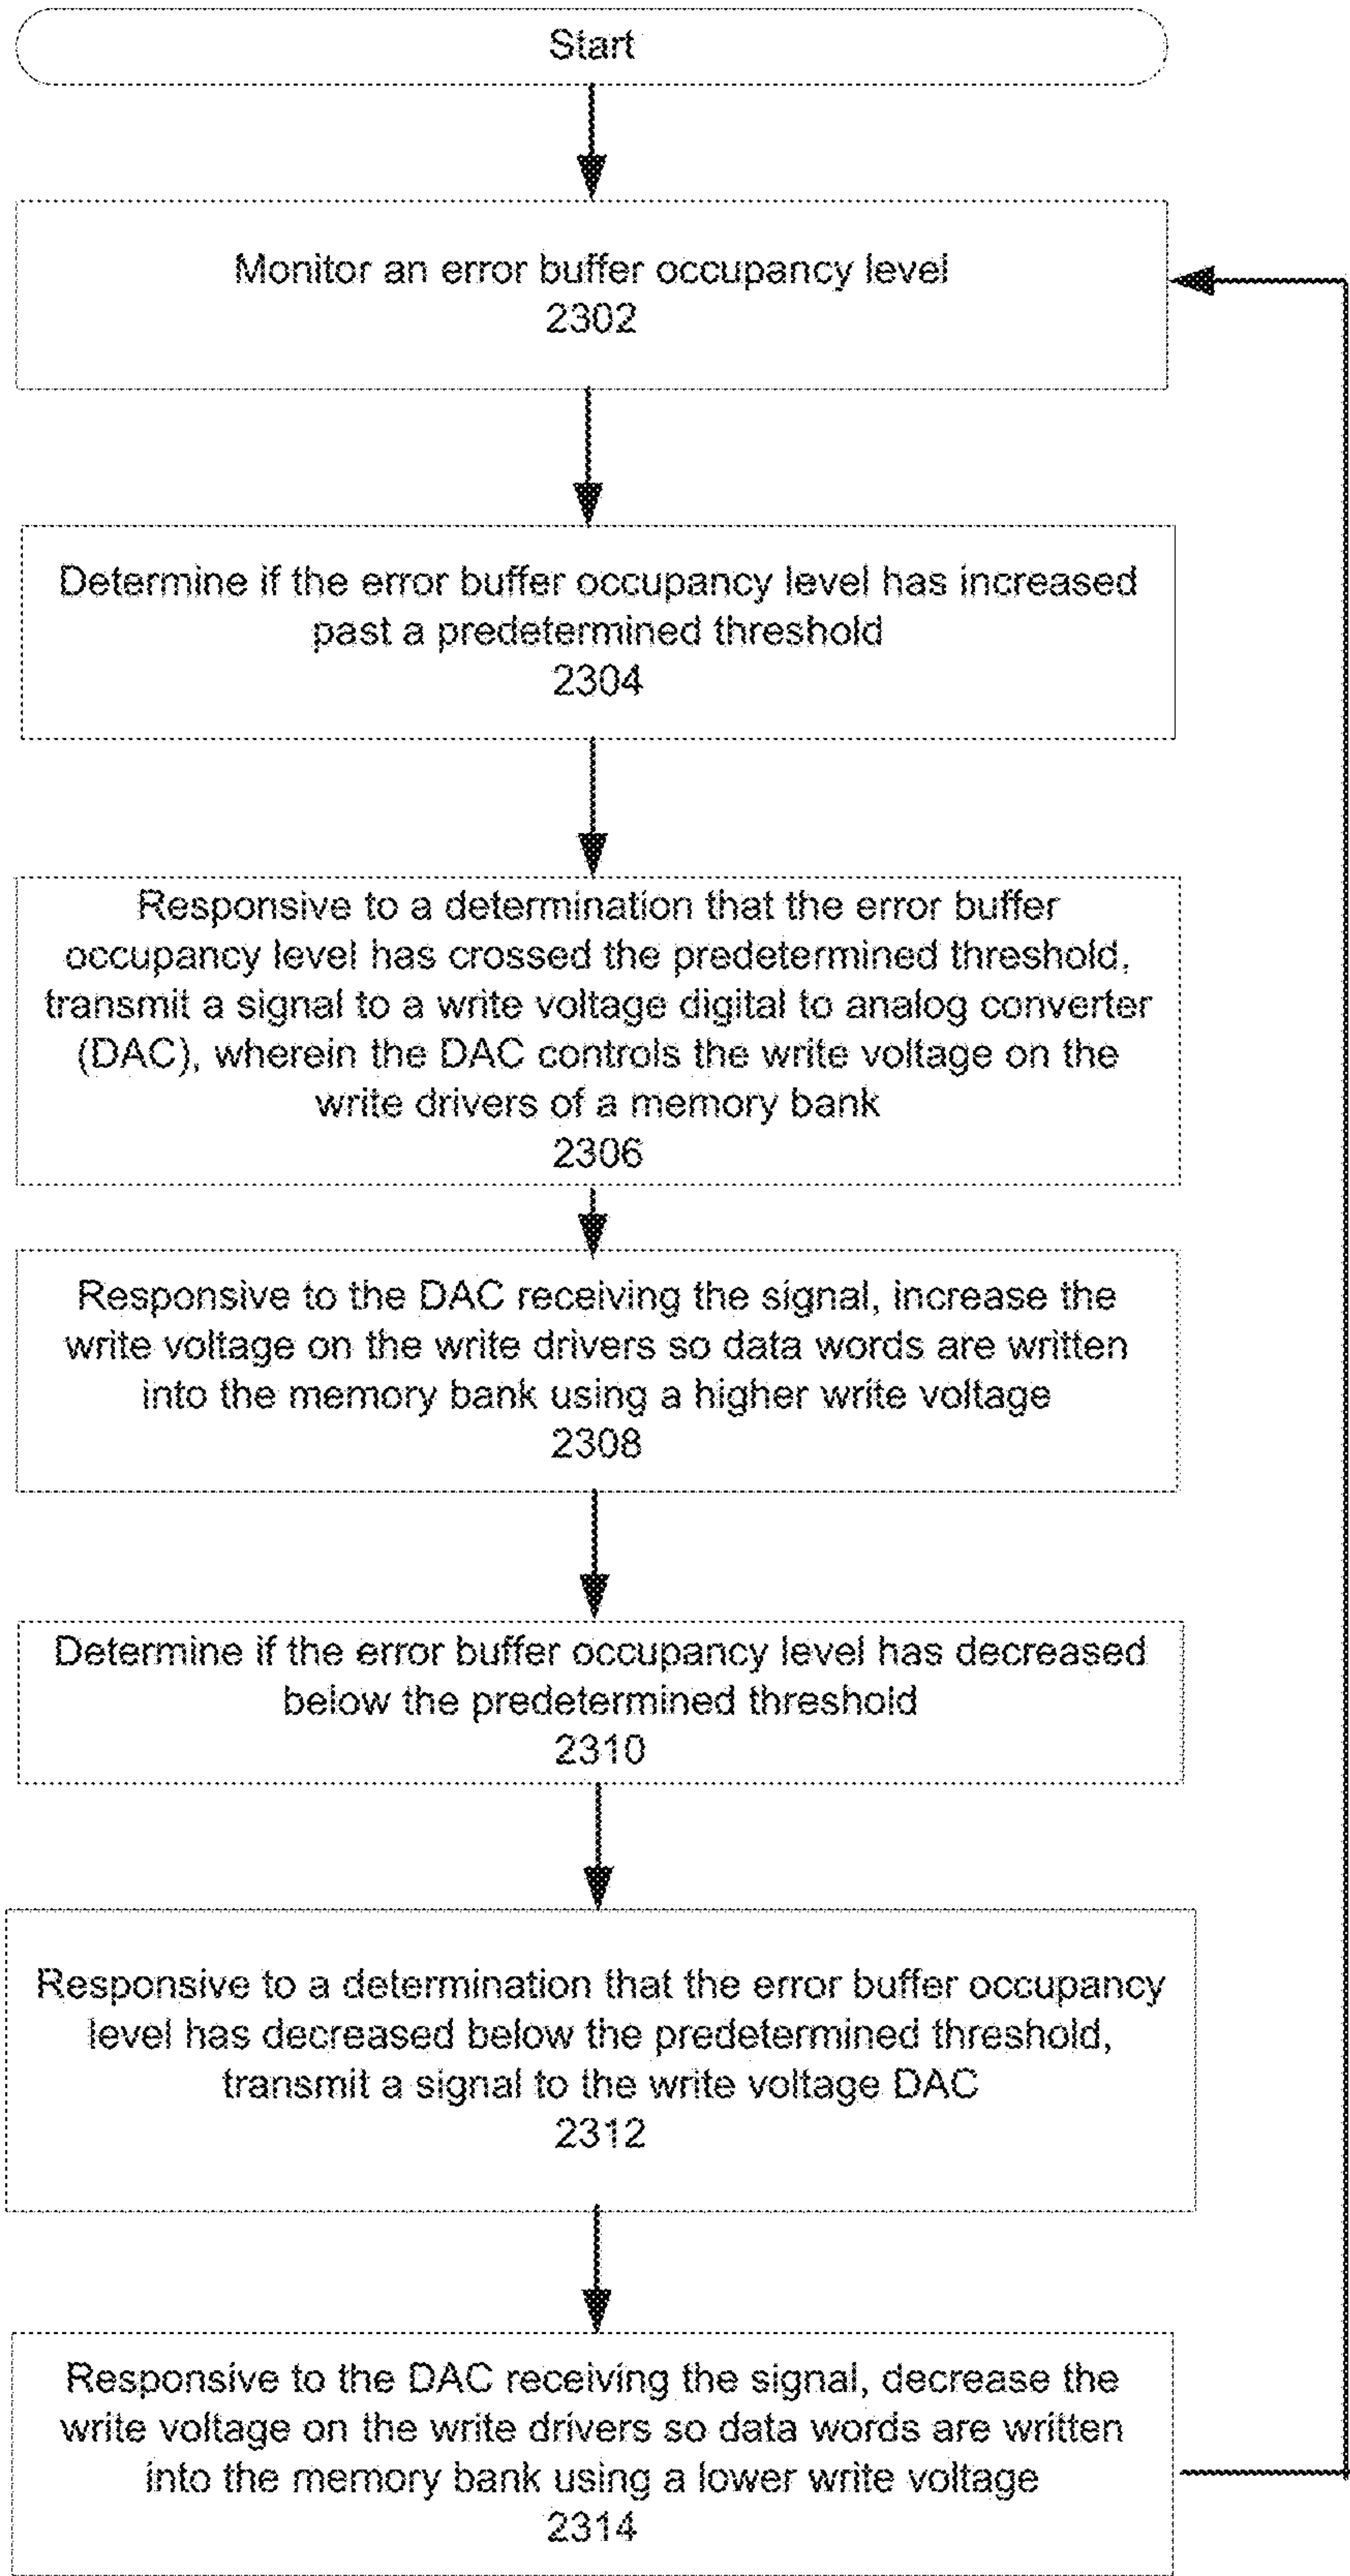 Start
Monitor an error buffer occupancy level
2302
Determine if the error buffer occupancy level has increased
past a predetermined threshold
2304
Responsive to a determination that the error buffer
occupancy level has crossed the predetermined threshold,
transmit a signal to a write voltage digital to analog converter
(DAC), wherein the DAC controls the write voltage on the
write drivers of a memory bank
2306
Responsive to the DAC receiving the signal, increase the
write voltage on the write drivers so data words are written
into the memory bank using a higher write voltage
2308
Determine if the error buffer occupancy level has decreased
below the predetermined threshold
2310
Responsive to a determination that the error buffer occupancy
level has decreased below the predetermined threshold,
transmit a signal to the write voltage DAC
2312
Responsive to the DAC receiving the signal, decrease the
write voltage on the write drivers so data words are written
into the memory bank using a lower write voltage
2314